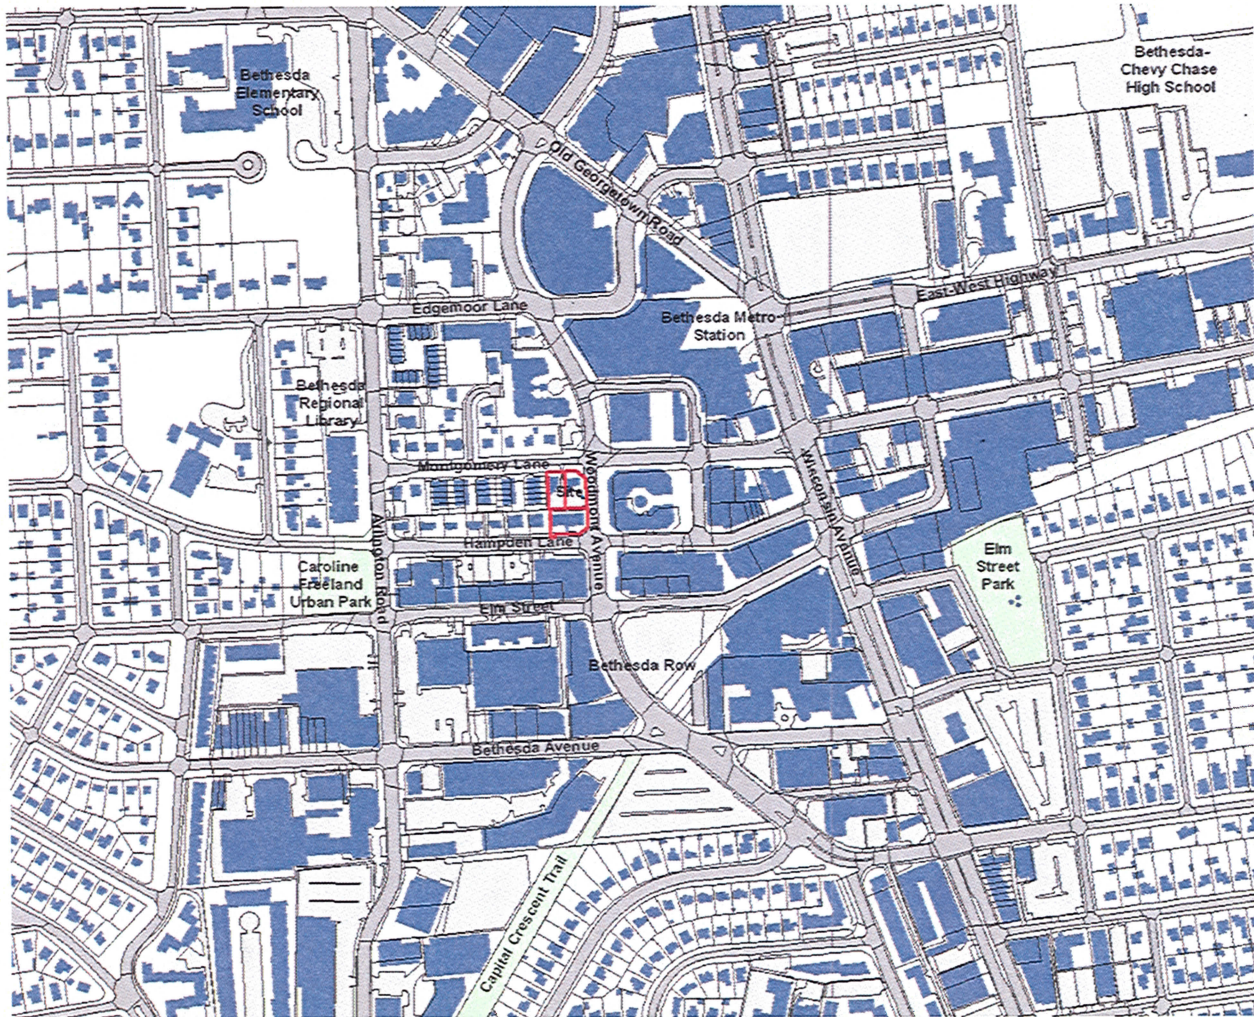 Bethesda
Elementary
School
Bethesda-
Chevy Chase
High School
Old Georgetown Road
East-West Highway
Edgemoor Lane
Bethesda Metro
Station
Bethesda
Regional
Library
Montgomery Lane
Site
Woodmont Avenue
Wisconsin Avenue
Arlington Road
Hampden Lane
Caroline
Freeland
Urban Park
Elm
Street
Park
Elm Street
Bethesda Row
Bethesda Avenue
Capital Crescent Trail